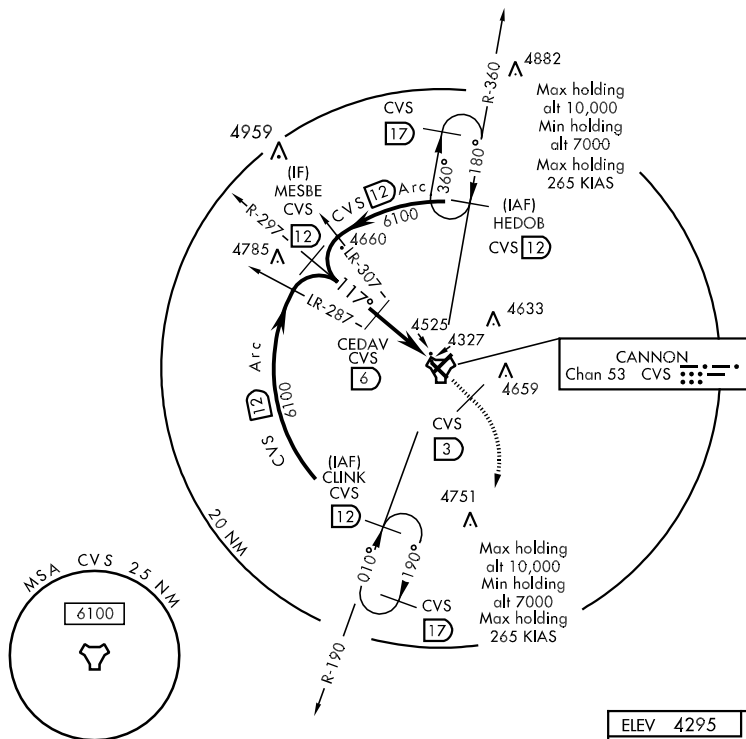 R-360
4882
Max holding
alt 10,000
Min holding
alt 7000
Max holding
265 KIAS
CVS
17
360°
180°
4959
(IF)
MESBE
CVS
12
CVS 12 Arc
6100
(IAF)
HEDOB
CVS 12
R-297
4785
4660
LR-307
117°
LR-287
4633
4525
4327
CEDAV
CVS
6
CANNON
Chan 53 CVS
4659
CVS
3
CVS 12 Arc
6100
(IAF)
CLINK
CVS
12
4751
20 NM
010°
190°
Max holding
alt 10,000
Min holding
alt 7000
Max holding
265 KIAS
CVS
17
R-190
MSA CVS 25 NM
6100
ELEV 4295